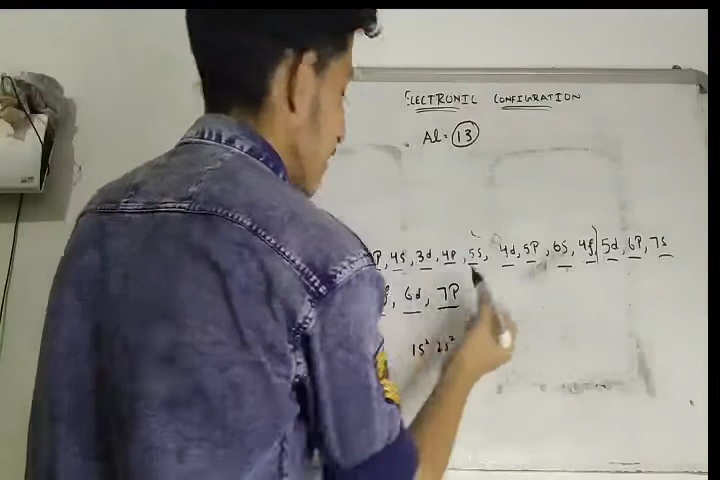 ELECTRONIC CONFIGRATION
Al = 13
P, 4s, 3d, 4p, 5s, 4d, 5p, 6s, 4f, 5d, 6p, 7s
f, 6d, 7p
1s² 2s²